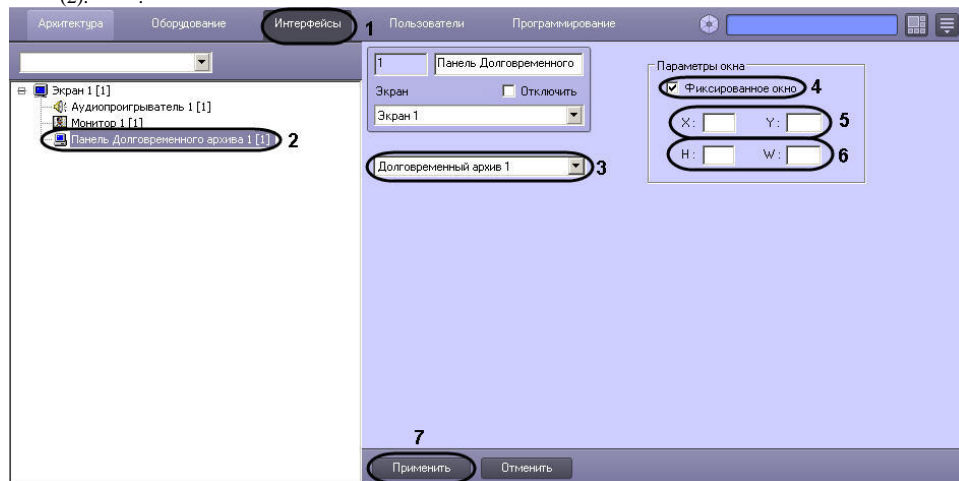 (2).
Архитектура Оборудование Интерфейсы 1 Пользователи Программирование
1 Панель Долговременного
Экран Отключить
Экран 1
Долговременный архив 1 3
Параметры окна
Фиксированное окно 4
X: Y: 5
H: W: 6
Экран 1 [1]
Аудиопроигрыватель 1 [1]
Монитор 1 [1]
Панель Долговременного архива 1 [1] 2
7
Применить Отменить